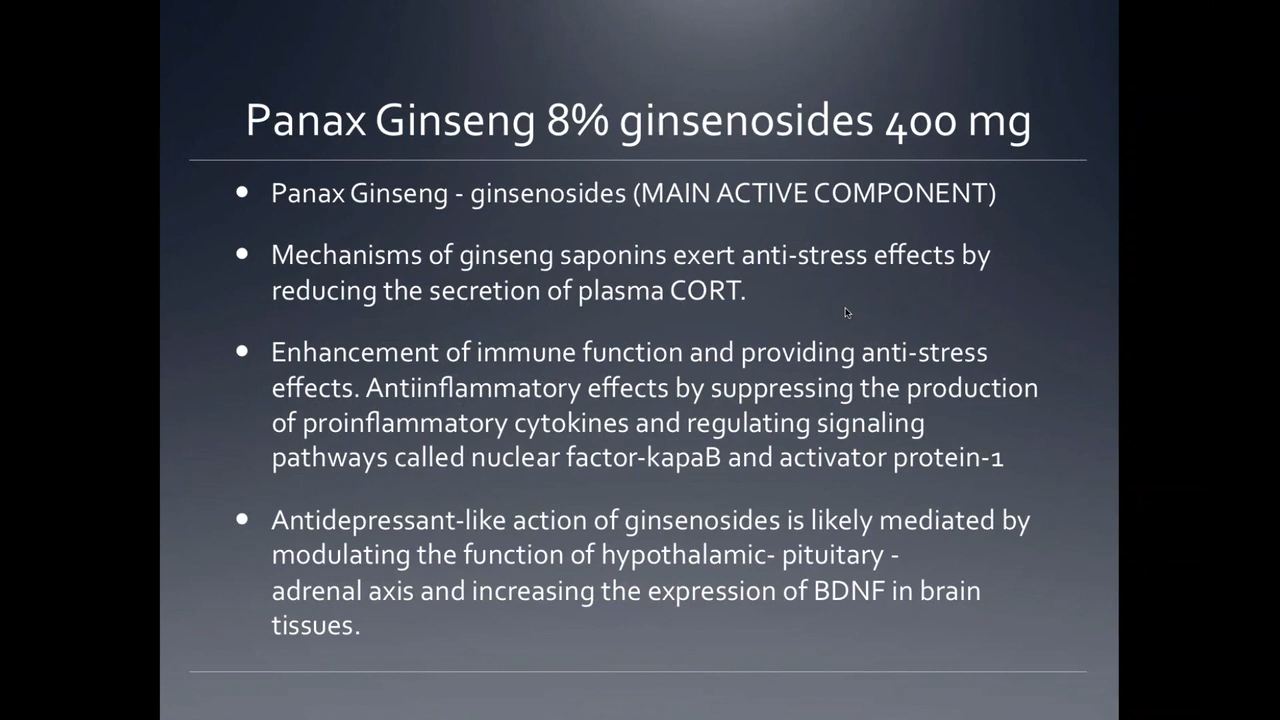 Panax Ginseng 8% ginsenosides 400 mg
• Panax Ginseng - ginsenosides (MAIN ACTIVE COMPONENT)
• Mechanisms of ginseng saponins exert anti-stress effects by
reducing the secretion of plasma CORT.
• Enhancement of immune function and providing anti-stress
effects. Antiinflammatory effects by suppressing the production
of proinflammatory cytokines and regulating signaling
pathways called nuclear factor-kapaB and activator protein-1
• Antidepressant-like action of ginsenosides is likely mediated by
modulating the function of hypothalamic- pituitary -
adrenal axis and increasing the expression of BDNF in brain
tissues.